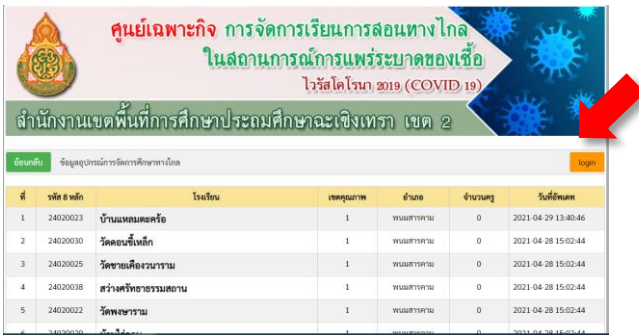 ศูนย์เฉพาะกิจ การจัดการเรียนการสอนทางไกล
ในสถานการณ์การแพร่ระบาดของเชื้อ
ไวรัสโคโรนา 2019 (COVID 19)
สำนักงานเขตพื้นที่การศึกษาประถมศึกษาฉะเชิงเทรา เขต 2
ย้อนกลับ ข้อมูลอุปกรณ์การจัดการศึกษาทางไกล login
ที่ รหัส 8 หลัก โรงเรียน เขตคุณภาพ อำเภอ จำนวนครู วันที่อัพเดท
1 24020023 บ้านแหลมตะคร้อ 1 พนมสารคาม 0 2021-04-29 13:40:46
2 24020030 วัดดอนขี้เหล็ก 1 พนมสารคาม 0 2021-04-28 15:02:44
3 24020025 วัดชายเคืองวนาราม 1 พนมสารคาม 0 2021-04-28 15:02:44
4 24020038 สว่างศรัทธาธรรมสถาน 1 พนมสารคาม 0 2021-04-28 15:02:44
5 24020022 วัดพงษาราม 1 พนมสารคาม 0 2021-04-28 15:02:44